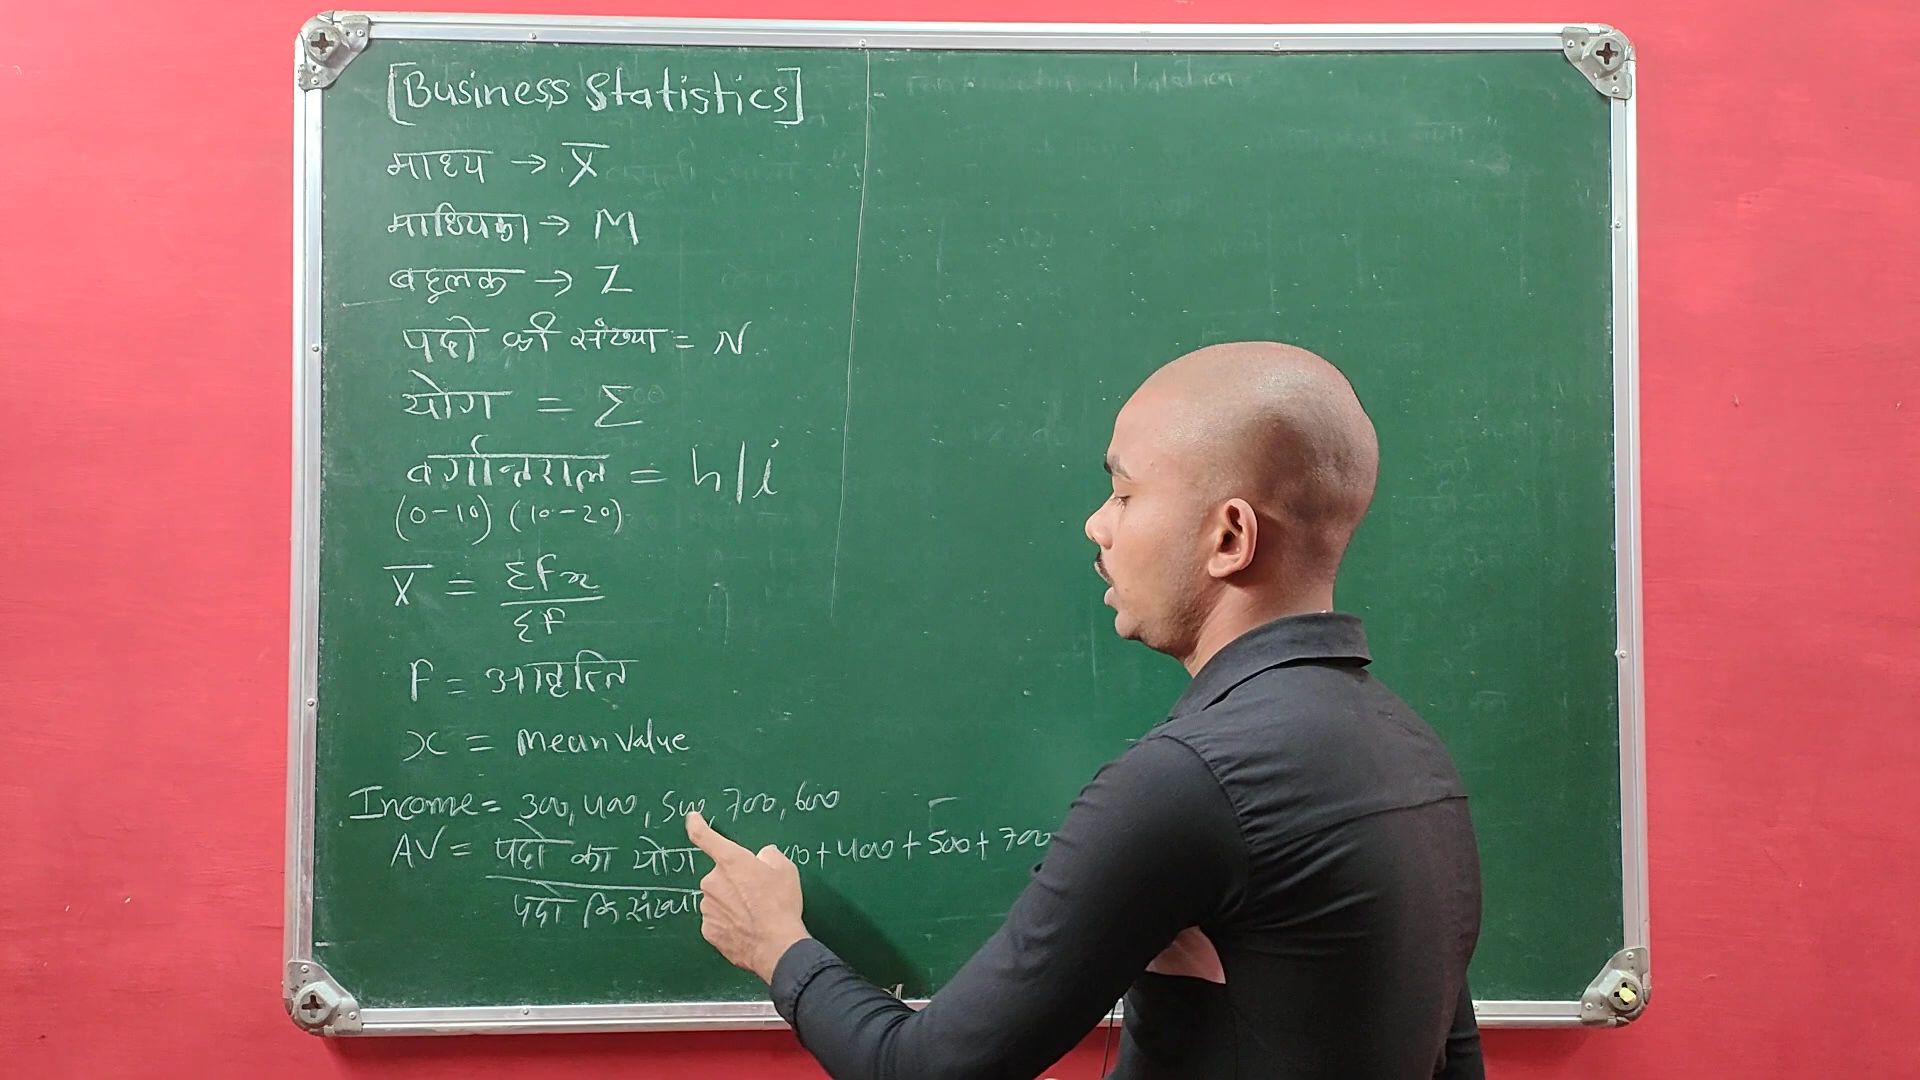 [Business Statistics]
माध्य → X̅
माध्यिका → M
बहूलक → Z
पदो की संख्या = N
योग = Σ
वर्गान्तराल = h/i
(0-10) (10-20)
X̅ = ΣFx
ΣF
F = आवृत्ति
x = Mean Value
Income = 300, 400, 500, 700, 600
AV = पदो का योग +400+500+700
पदो कि संख्या